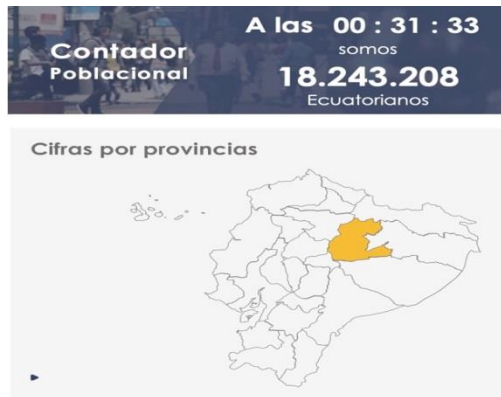 Contador
Poblacional
A las 00 : 31 : 33
somos
18.243.208
Ecuatorianos
Cifras por provincias